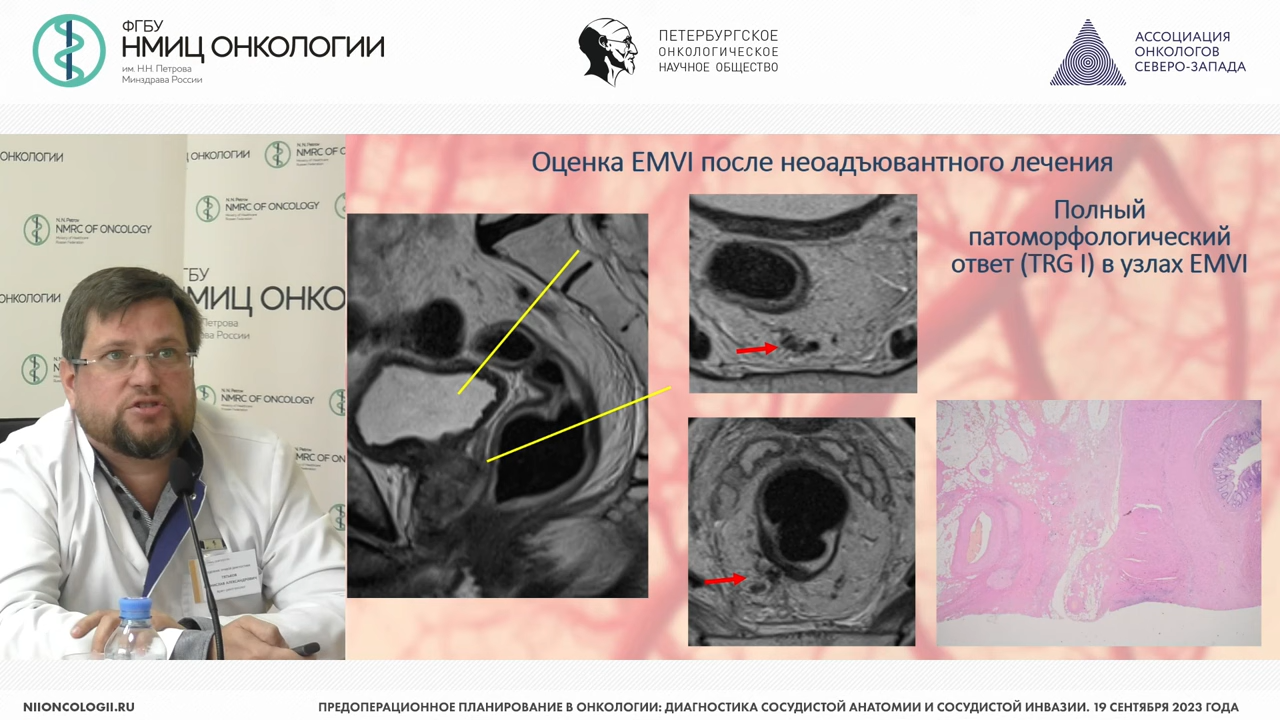 ФГБУ
НМИЦ ОНКОЛОГИИ
им. Н.Н. Петрова
Минздрава России
ПЕТЕРБУРГСКОЕ
ОНКОЛОГИЧЕСКОЕ
НАУЧНОЕ ОБЩЕСТВО
АССОЦИАЦИЯ
ОНКОЛОГОВ
СЕВЕРО-ЗАПАДА
ОНКОЛОГИИ
ОНКОЛОГИИ
NMRC OF O
N.N. Petrov
NMRC OF ONCOLOGY
N.N. Petrov
NMRC OF ONCOLOGY
ФГБУ
НМИЦ ОНКО
Петрова
России
NMRC OF ONCOLOGY
Оценка EMVI после неоадъювантного лечения
Полный
патоморфологический
ответ (TRG I) в узлах EMVI
NIIONCOLOGII.RU
ПРЕДОПЕРАЦИОННОЕ ПЛАНИРОВАНИЕ В ОНКОЛОГИИ: ДИАГНОСТИКА СОСУДИСТОЙ АНАТОМИИ И СОСУДИСТОЙ ИНВАЗИИ. 19 СЕНТЯБРЯ 2023 ГОДА